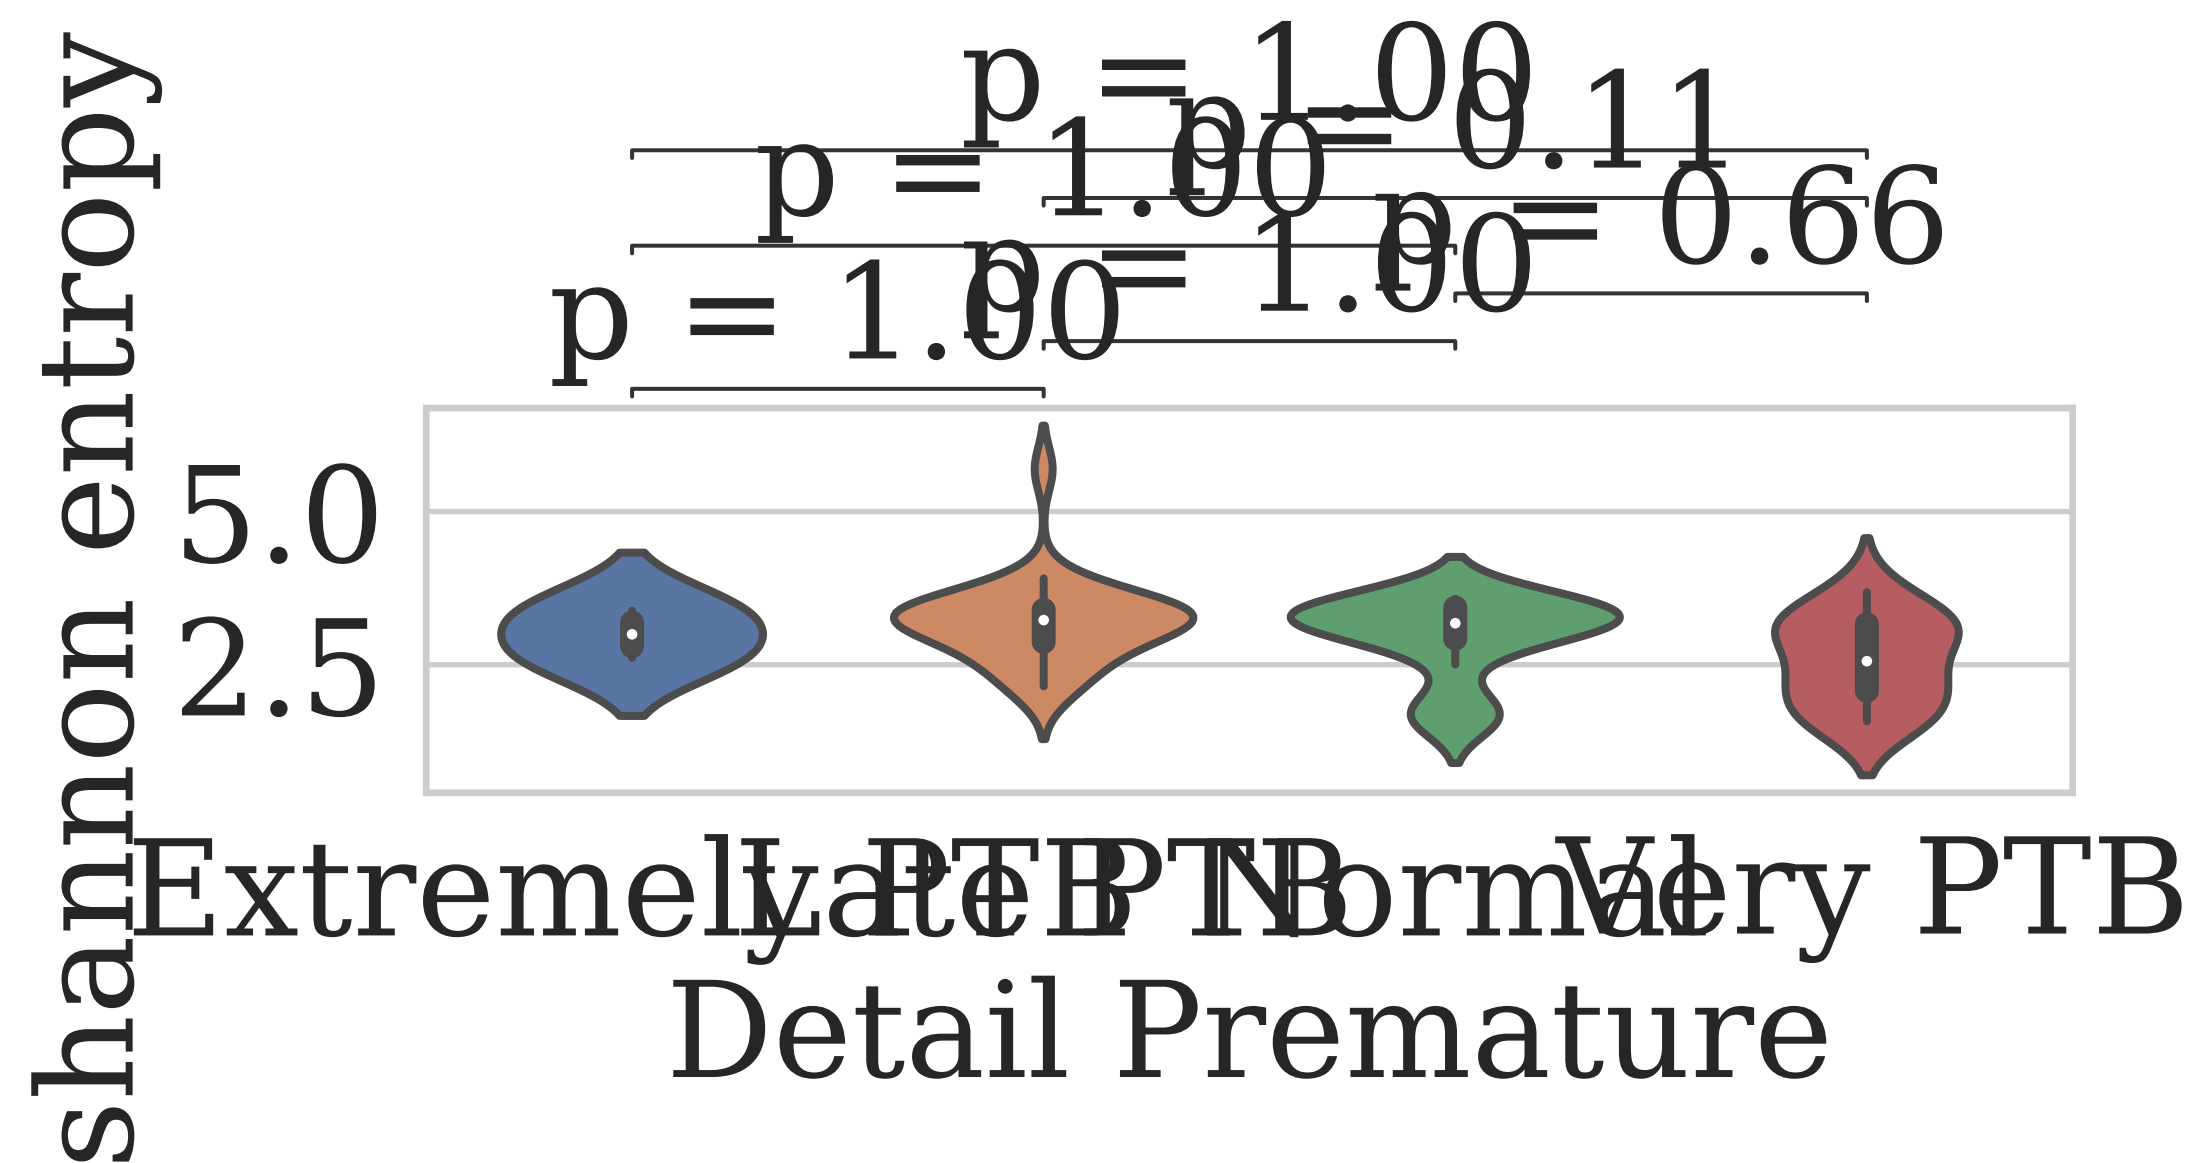 p = 1.00
p = 0.11
p = 1.00
p = 0.66
p = 1.00
p = 1.00
shannon entropy
5.0
2.5
Extremely PTB
Late PTB
PTN
Normal
Very PTB
Detail Premature